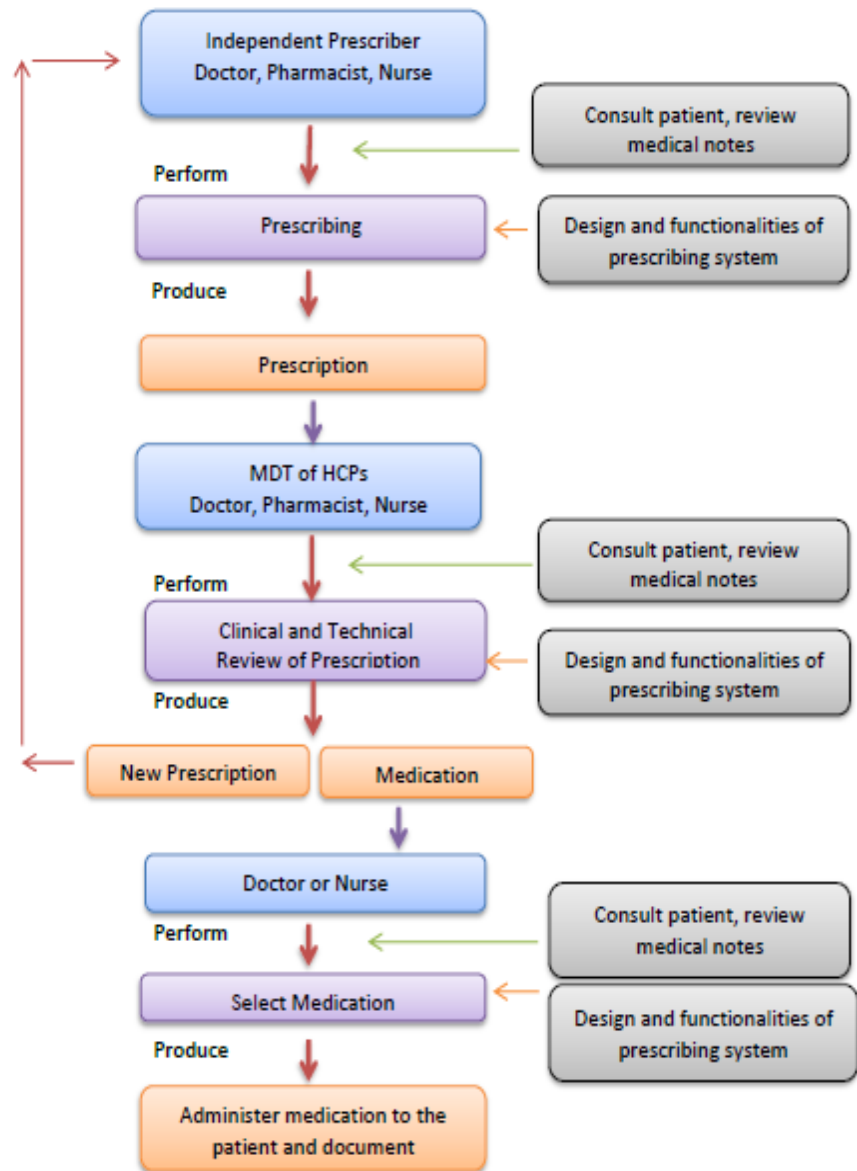 Independent Prescriber
Doctor, Pharmacist, Nurse
Consult patient, review
medical notes
Perform
Prescribing
Design and functionalities of
prescribing system
Produce
Prescription
MDT of HCPs
Doctor, Pharmacist, Nurse
Consult patient, review
medical notes
Perform
Clinical and Technical
Review of Prescription
Design and functionalities of
prescribing system
Produce
New Prescription
Medication
Doctor or Nurse
Consult patient, review
medical notes
Perform
Select Medication
Design and functionalities of
prescribing system
Produce
Administer medication to the
patient and document